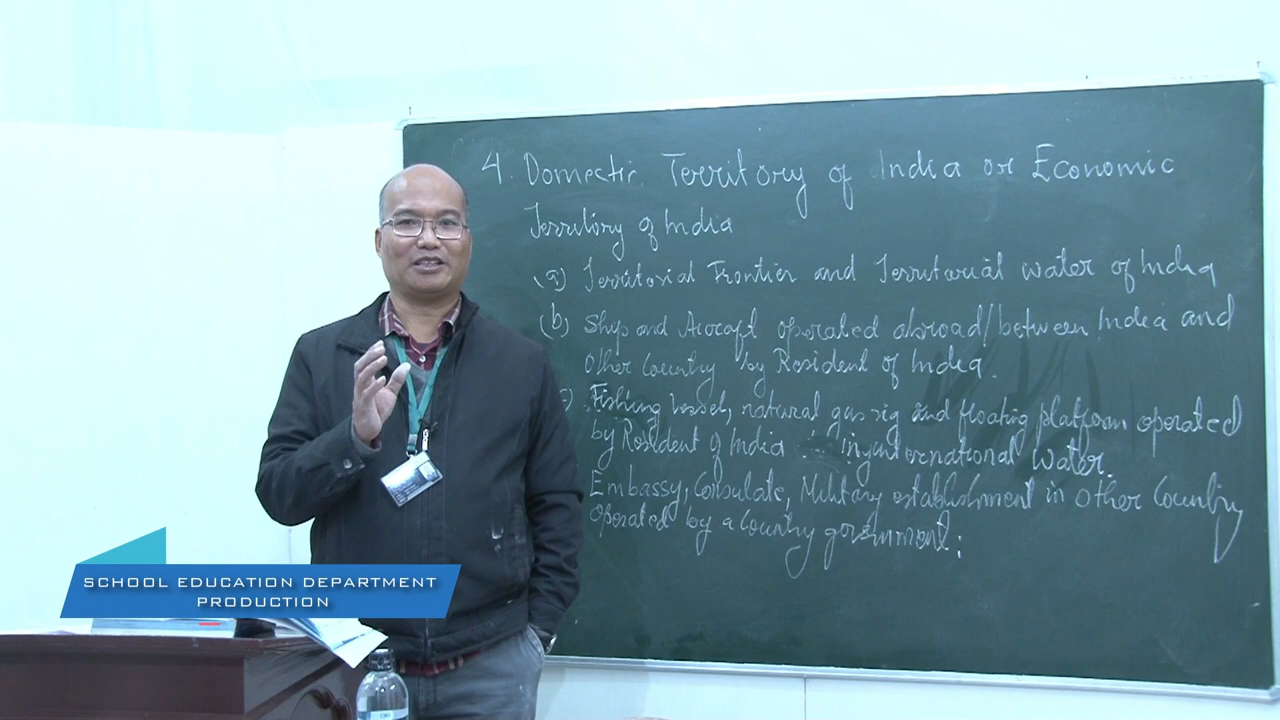 4. Domestic Territory of India or Economic
Territory of India
(a) Territorial Frontier and Territorial water of India
(b) Ship and Aircraft operated abroad/between India and
Other Country by Resident of India.
Fishing Vessel, natural gas rig and floating platform operated
by Resident of India in international water.
Embassy, Consulate, Military establishment in Other Country
operated by a Country government.
SCHOOL EDUCATION DEPARTMENT
PRODUCTION